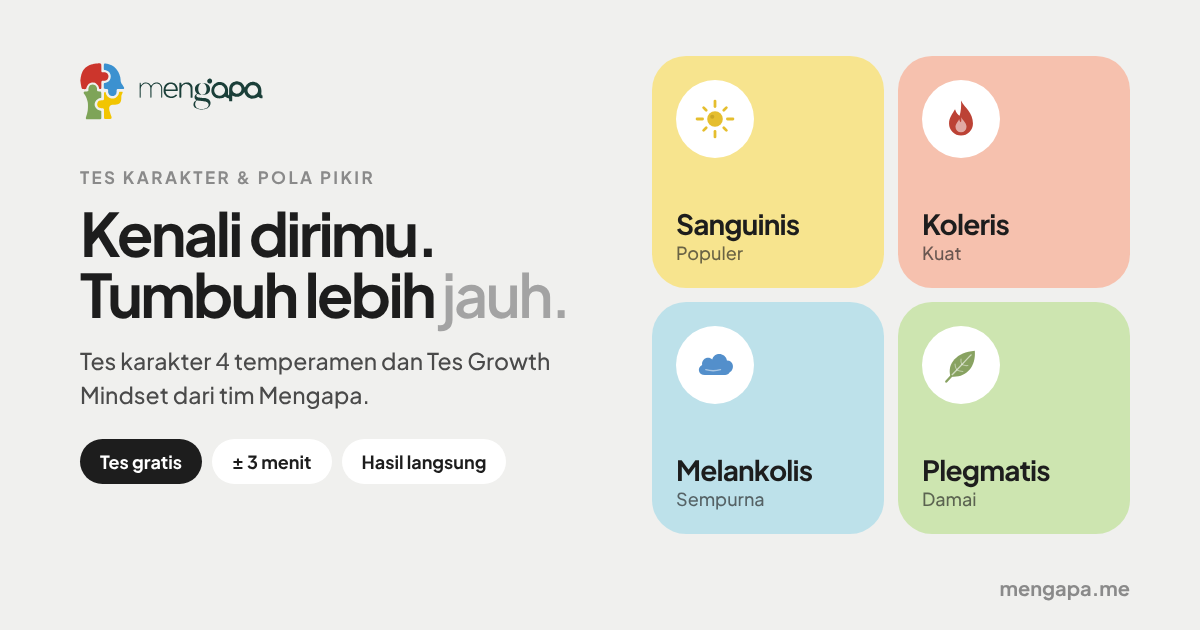 mengapa
TES KARAKTER & POLA PIKIR
Kenali dirimu.
Tumbuh lebih jauh.
Tes karakter 4 temperamen dan Tes Growth
Mindset dari tim Mengapa.
Tes gratis
± 3 menit
Hasil langsung
Sanguinis
Populer
Koleris
Kuat
Melankolis
Sempurna
Plegmatis
Damai
mengapa.me